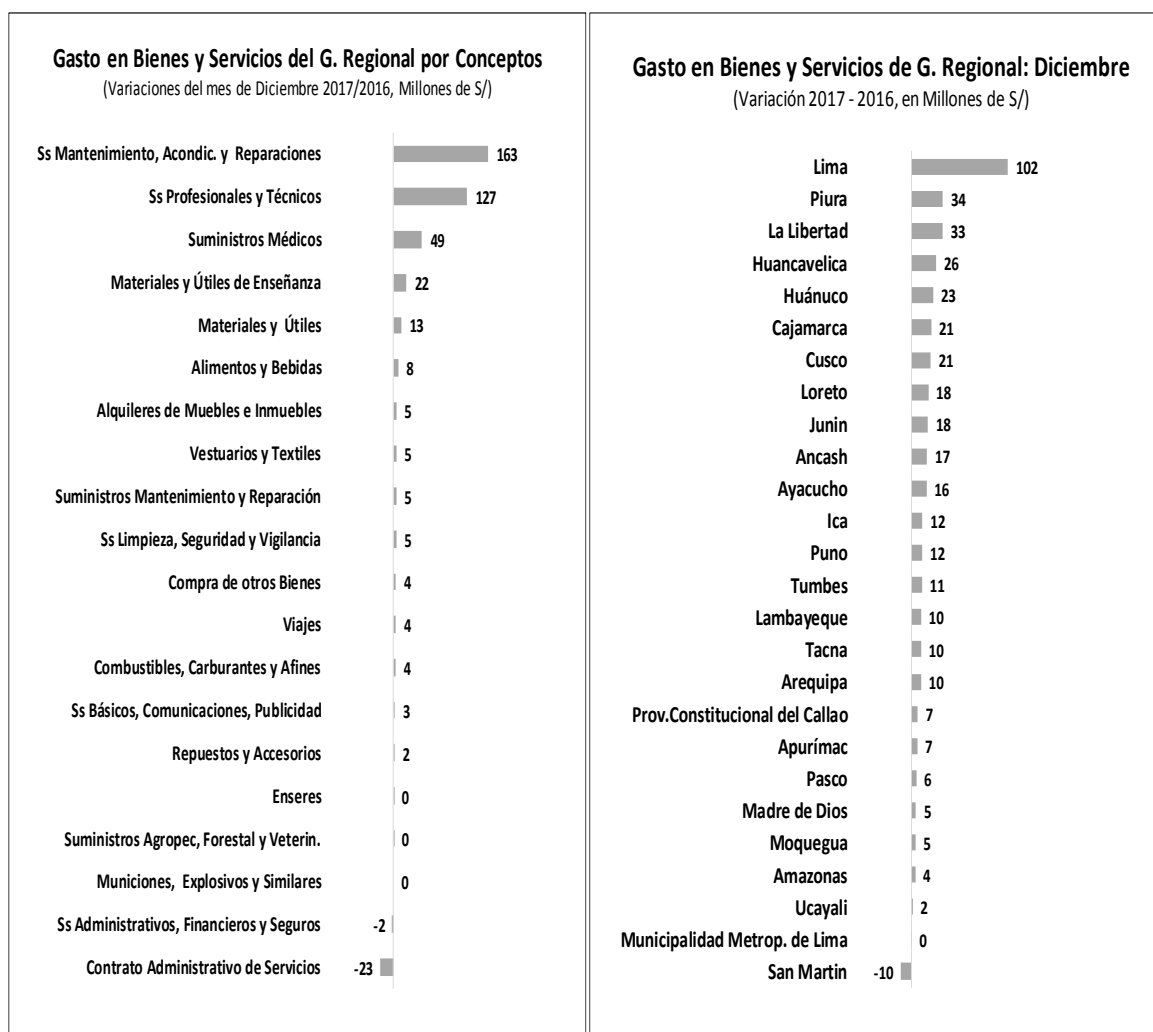 Gasto en Bienes y Servicios del G. Regional por Conceptos
(Variaciones del mes de Diciembre 2017/2016, Millones de S/)
Ss Mantenimiento, Acondic. y Reparaciones 163
Ss Profesionales y Técnicos 127
Suministros Médicos 49
Materiales y Útiles de Enseñanza 22
Materiales y Útiles 13
Alimentos y Bebidas 8
Alquileres de Muebles e Inmuebles 5
Vestuarios y Textiles 5
Suministros Mantenimiento y Reparación 5
Ss Limpieza, Seguridad y Vigilancia 5
Compra de otros Bienes 4
Viajes 4
Combustibles, Carburantes y Afines 4
Ss Básicos, Comunicaciones, Publicidad 3
Repuestos y Accesorios 2
Enseres 0
Suministros Agropec, Forestal y Veterin. 0
Municiones, Explosivos y Similares 0
Ss Administrativos, Financieros y Seguros -2
Contrato Administrativo de Servicios -23
Gasto en Bienes y Servicios de G. Regional: Diciembre
(Variación 2017 - 2016, en Millones de S/)
Lima 102
Piura 34
La Libertad 33
Huancavelica 26
Huánuco 23
Cajamarca 21
Cusco 21
Loreto 18
Junin 18
Ancash 17
Ayacucho 16
Ica 12
Puno 12
Tumbes 11
Lambayeque 10
Tacna 10
Arequipa 10
Prov.Constitucional del Callao 7
Apurímac 7
Pasco 6
Madre de Dios 5
Moquegua 5
Amazonas 4
Ucayali 2
Municipalidad Metrop. de Lima 0
San Martin -10